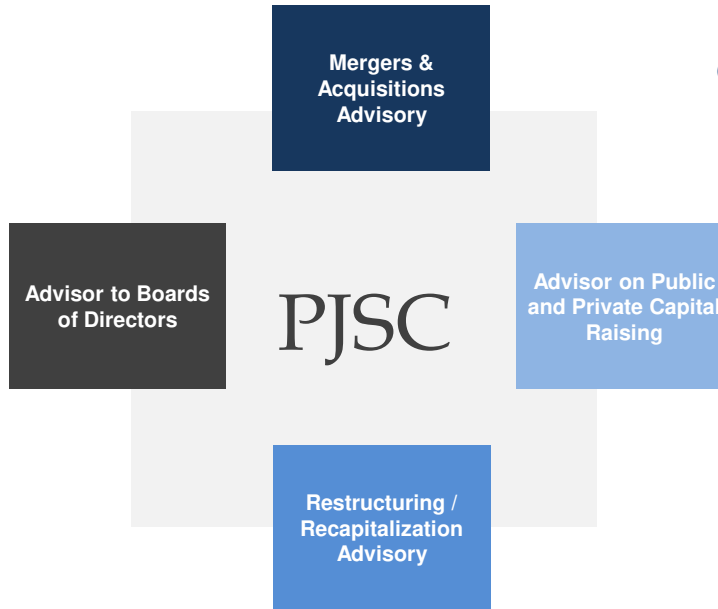 Mergers &
Acquisitions
Advisory
Advisor to Boards
of Directors
PJSC
Advisor on Public
and Private Capital
Raising
Restructuring /
Recapitalization
Advisory